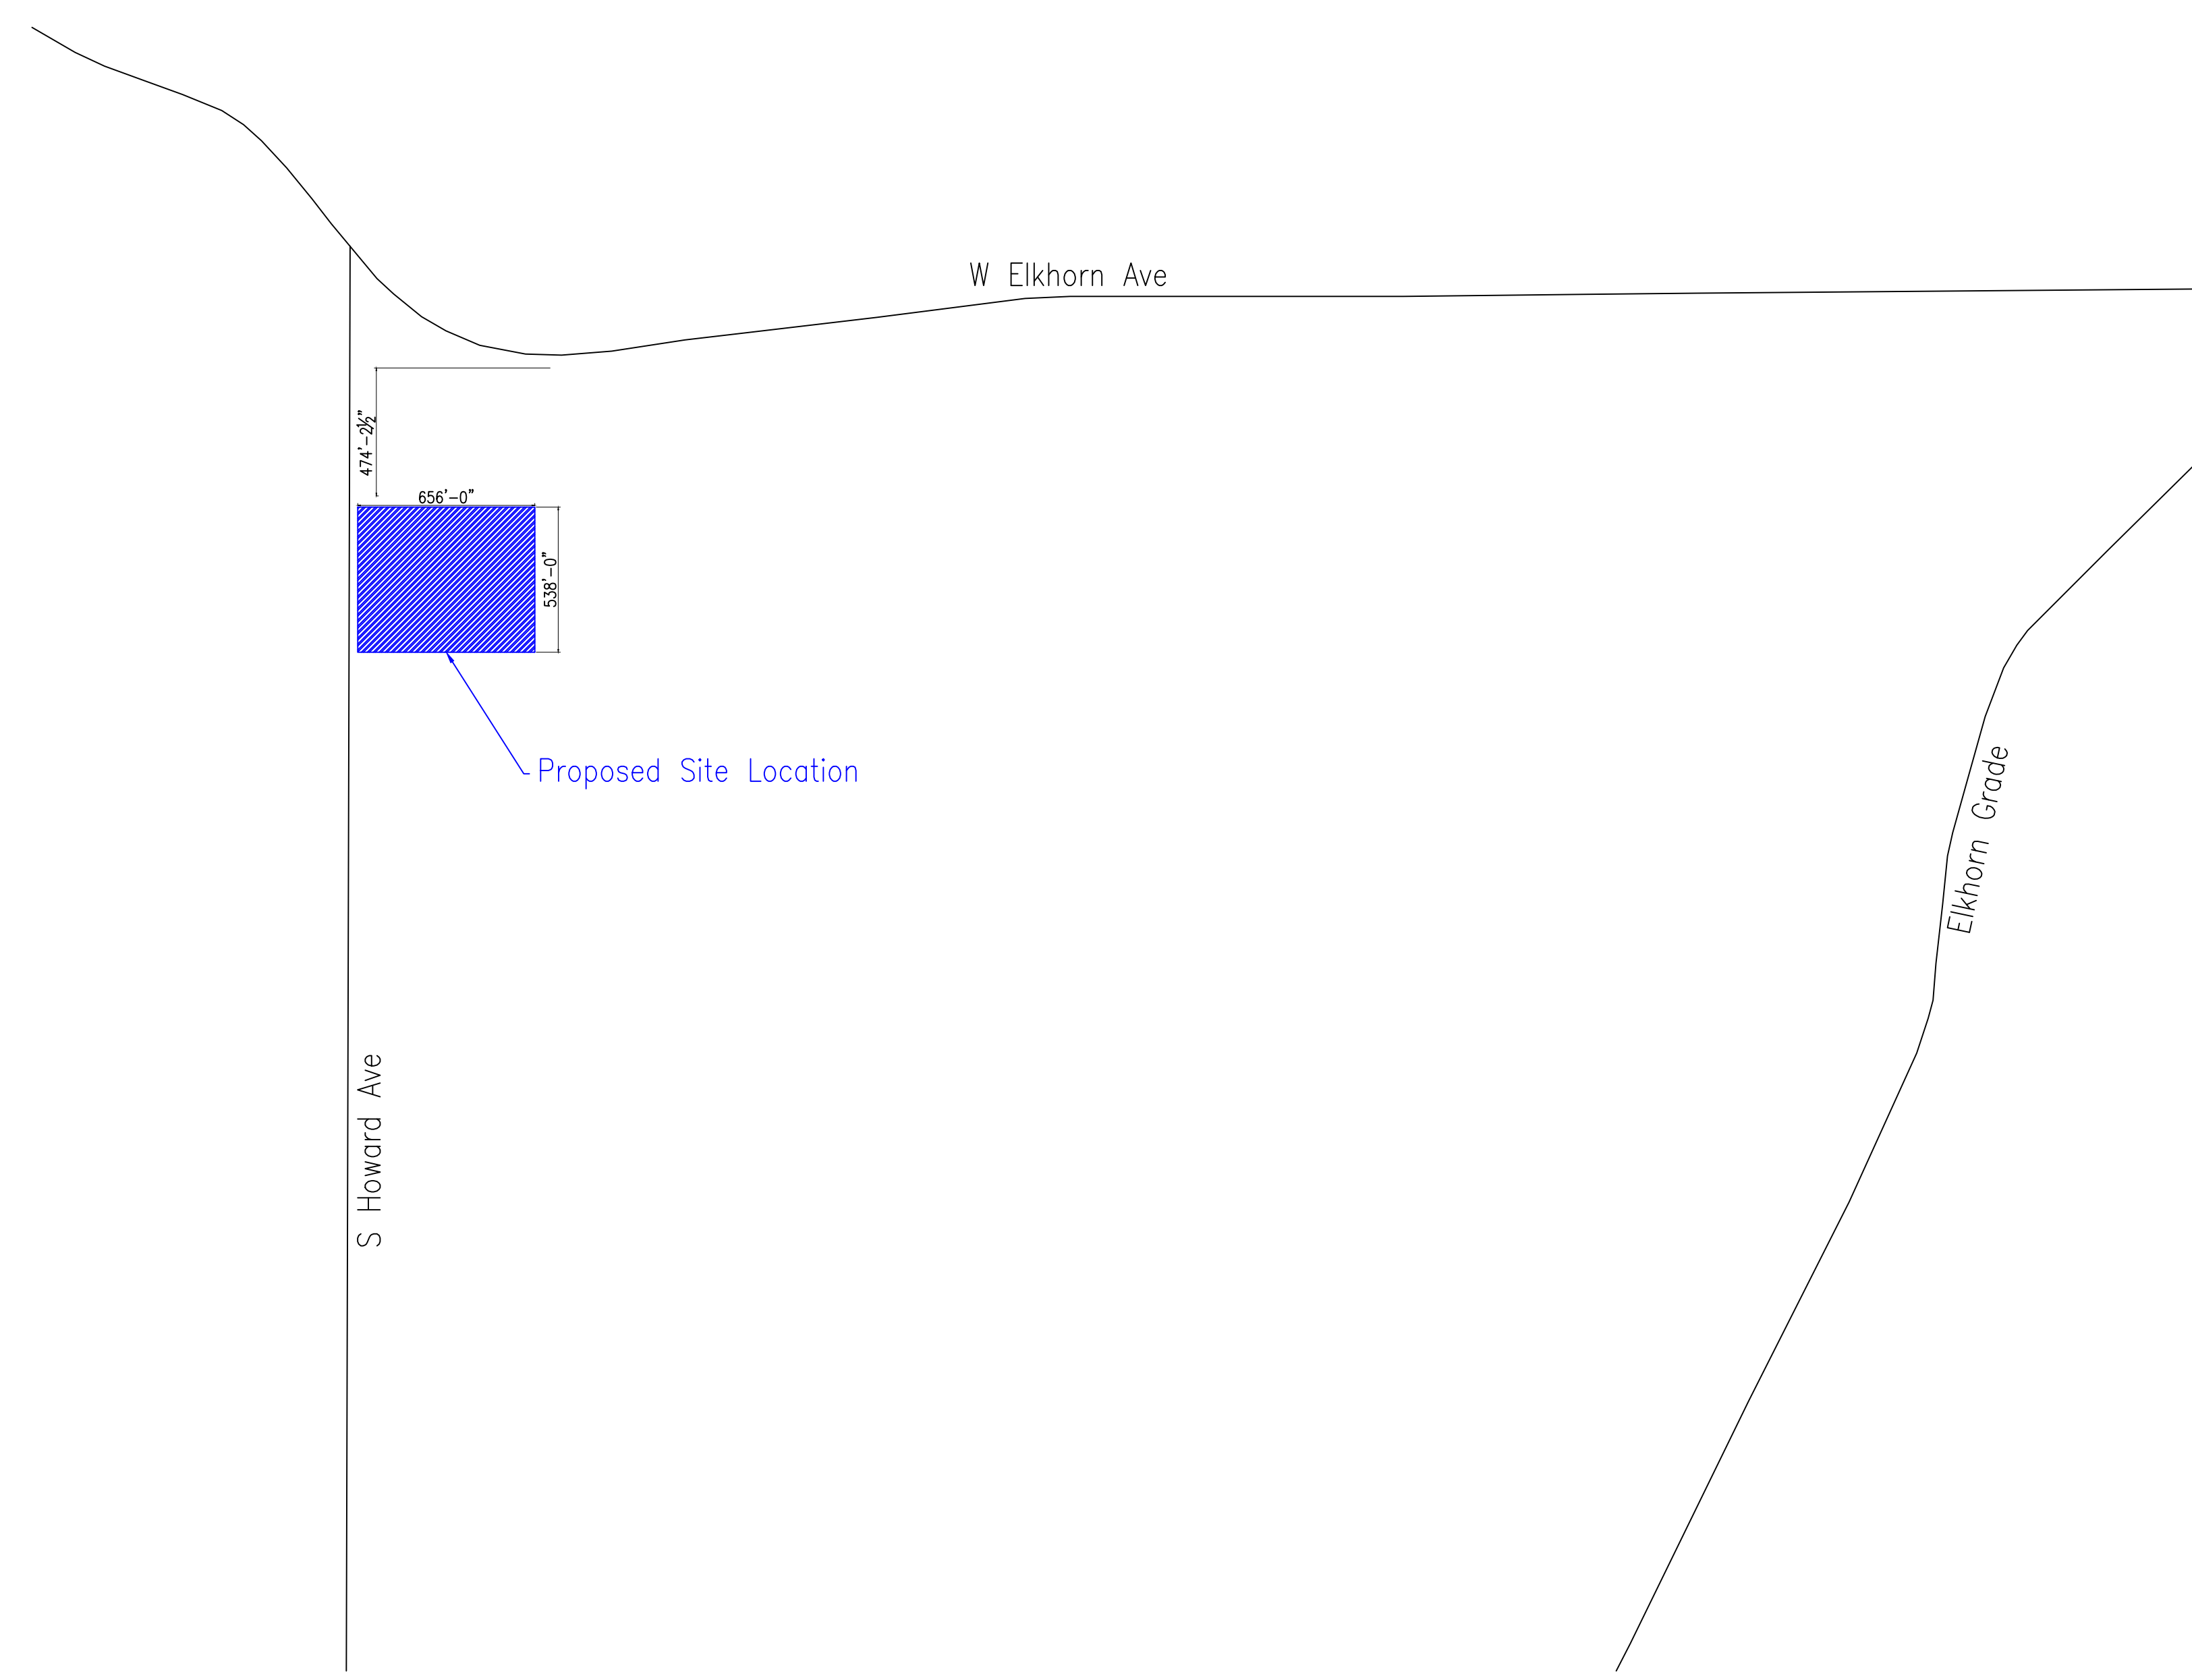 W Elkhorn Ave
474'-2½"
656'-0"
538'-0"
Proposed Site Location
Elkhorn Grade
S Howard Ave